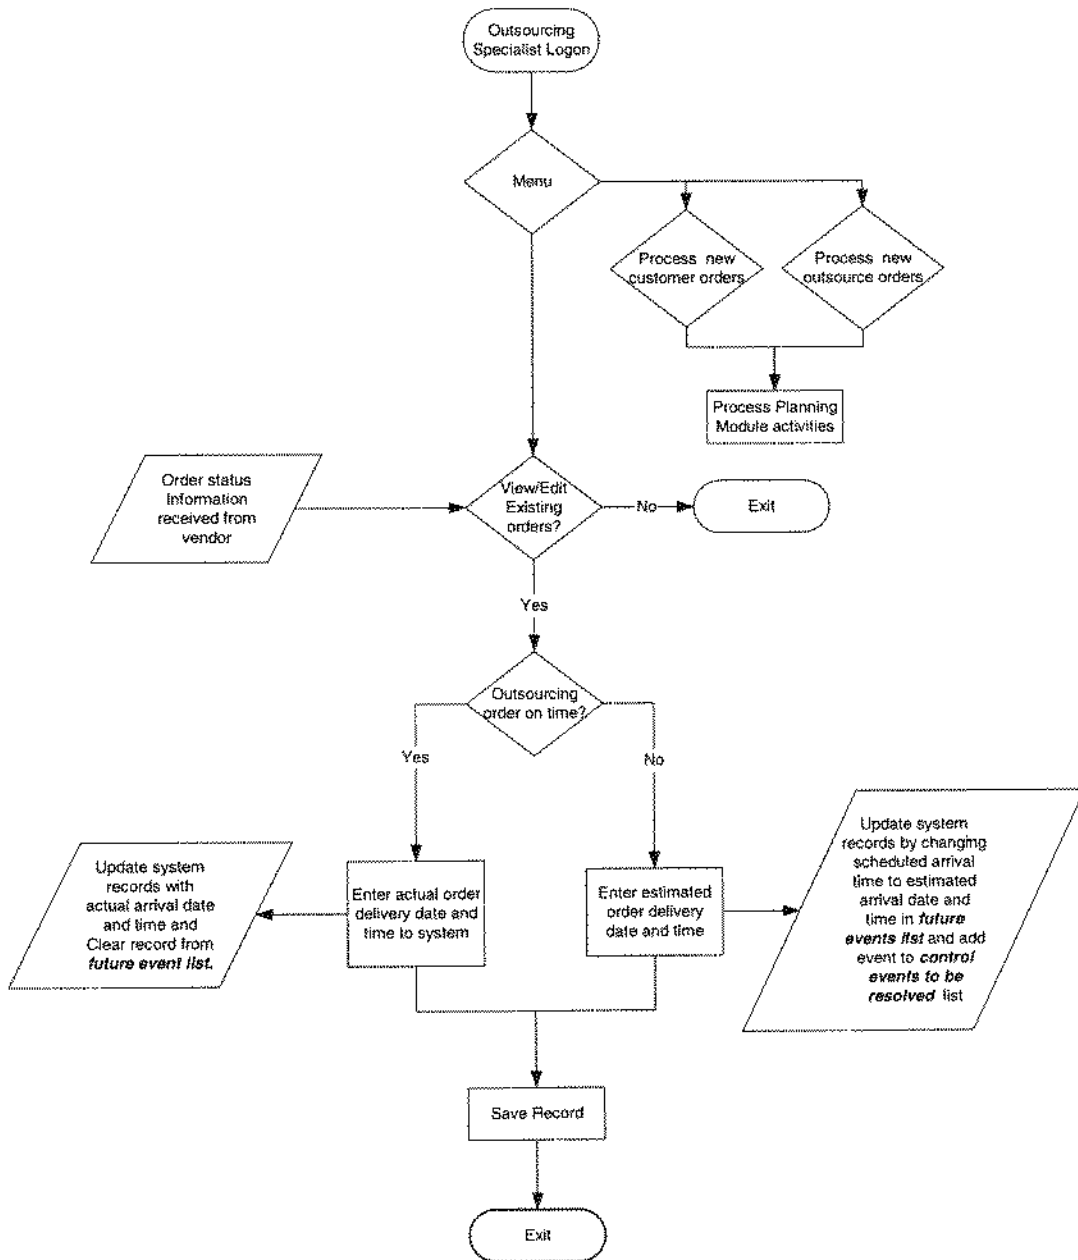 Outsourcing
Specialist Logon
Menu
Process new
customer orders
Process new
outsource orders
Process Planning
Module activities
Order status
Information
received from
vendor
View/Edit
Existing
orders?
No
Exit
Yes
Outsourcing
order on time?
Yes
No
Update system
records with
actual arrival date
and time and
Clear record from
future event list.
Enter actual order
delivery date and
time to system
Enter estimated
order delivery
date and time
Update system
records by changing
scheduled arrival
time to estimated
arrival date and
time in future
events list and add
event to control
events to be
resolved list
Save Record
Exit